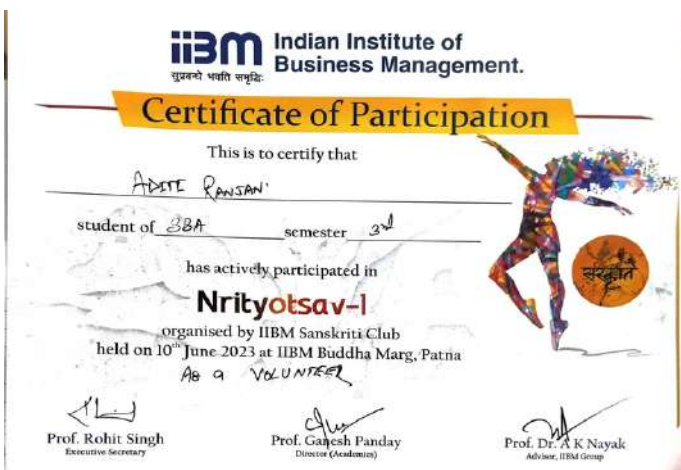 iiBM Indian Institute of
Business Management.
सुप्रबन्धे भवति समृद्धिः
Certificate of Participation
This is to certify that
ADITI RANJAN
student of BBA semester 3rd
has actively participated in
Nrityotsav-1
organised by IIBM Sanskriti Club
held on 10th June 2023 at IIBM Buddha Marg, Patna
As a VOLUNTEER
संस्कृति
Prof. Rohit Singh
Executive Secretary
Prof. Ganesh Panday
Director (Academics)
Prof. Dr. A K Nayak
Advisor, IIBM Group